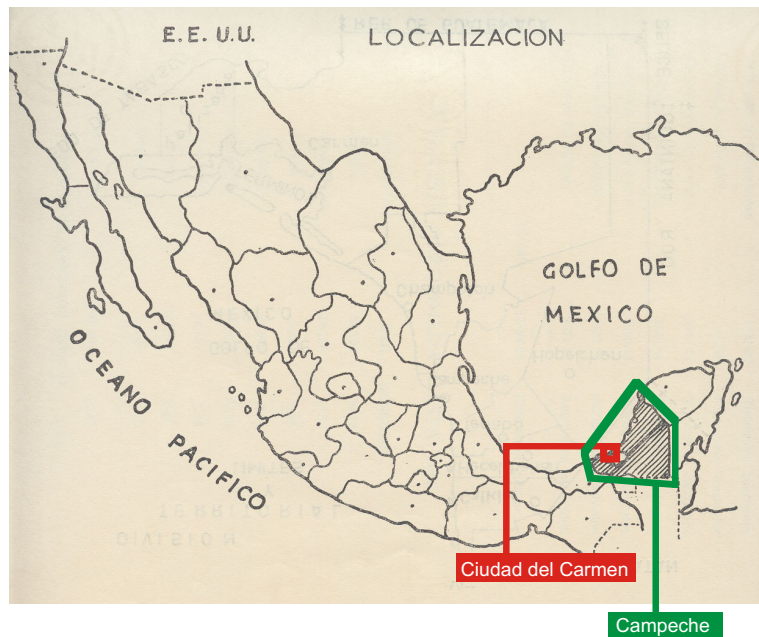 E.E.U.U.
LOCALIZACION
GOLFO DE
MEXICO
OCEANO PACIFICO
Ciudad del Carmen
Campeche